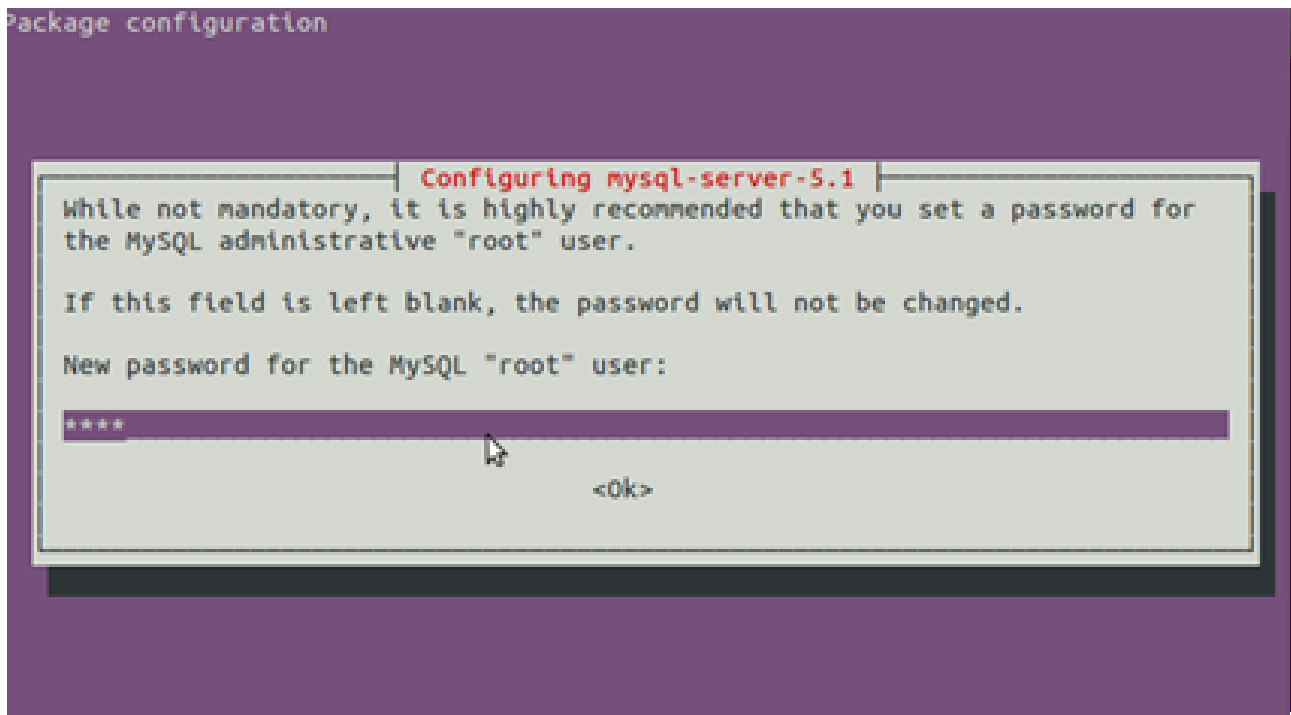 Package configuration
Configuring mysql-server-5.1
While not mandatory, it is highly recommended that you set a password for
the MySQL administrative "root" user.
If this field is left blank, the password will not be changed.
New password for the MySQL "root" user:
****
<Ok>